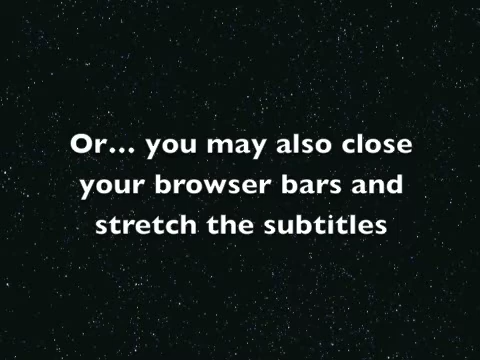 Or... you may also close
your browser bars and
stretch the subtitles